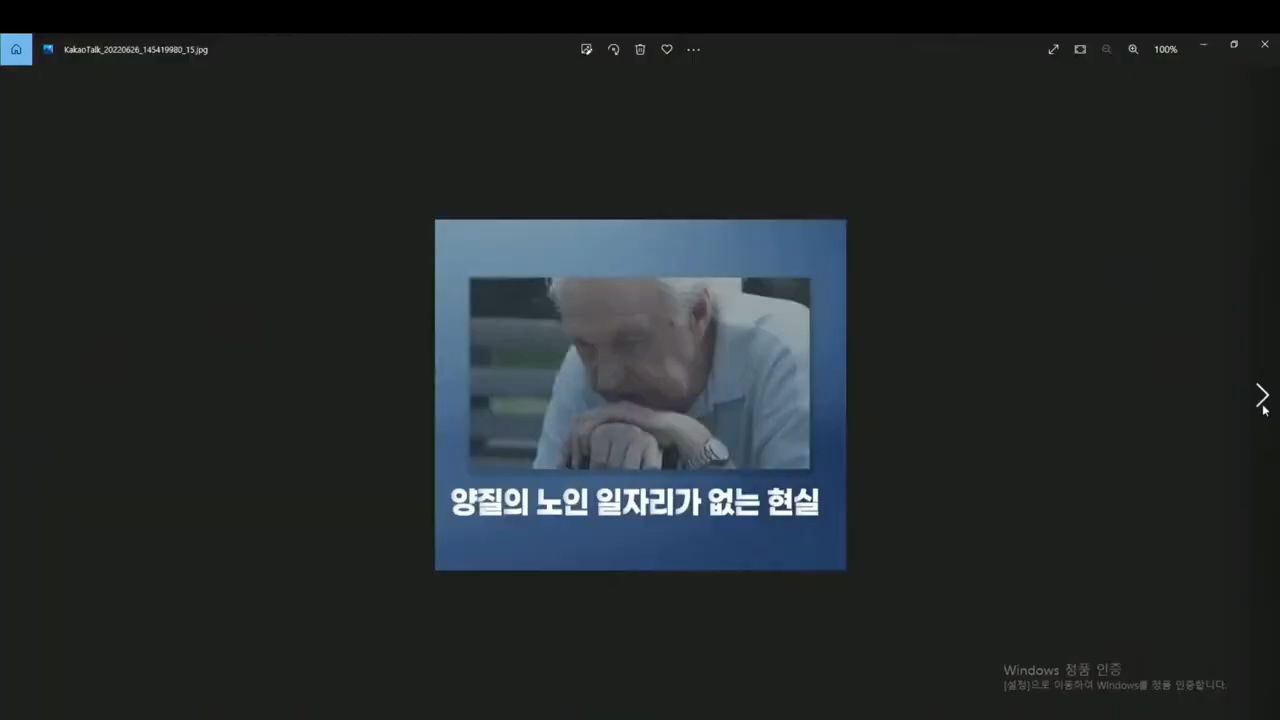 KakaoTalk_20220626_145419980_15.jpg
100%
양질의 노인 일자리가 없는 현실
Windows 정품 인증
[설정]으로 이동하여 Windows를 정품 인증합니다.